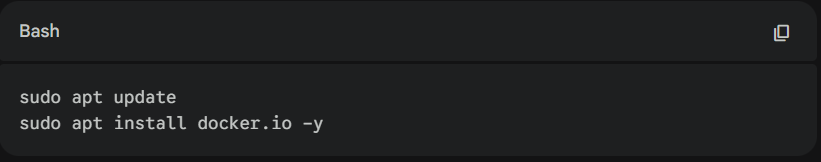 Bash
sudo apt update
sudo apt install docker.io -y